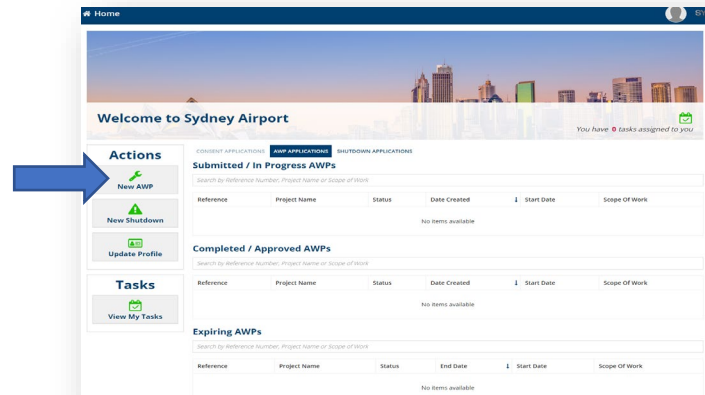 Home
Welcome to Sydney Airport
You have 0 tasks assigned to you
Actions
New AWP
New Shutdown
Update Profile
Tasks
View My Tasks
CONSENT APPLICATIONS AWP APPLICATIONS SHUTDOWN APPLICATIONS
Submitted / In Progress AWPs
Search by Reference Number, Project Name or Scope of Work
Reference Project Name Status Date Created Start Date Scope Of Work
No items available
Completed / Approved AWPs
Search by Reference Number, Project Name or Scope of Work
Reference Project Name Status Date Created Start Date Scope Of Work
No items available
Expiring AWPs
Search by Reference Number, Project Name or Scope of Work
Reference Project Name Status End Date Start Date Scope Of Work
No items available